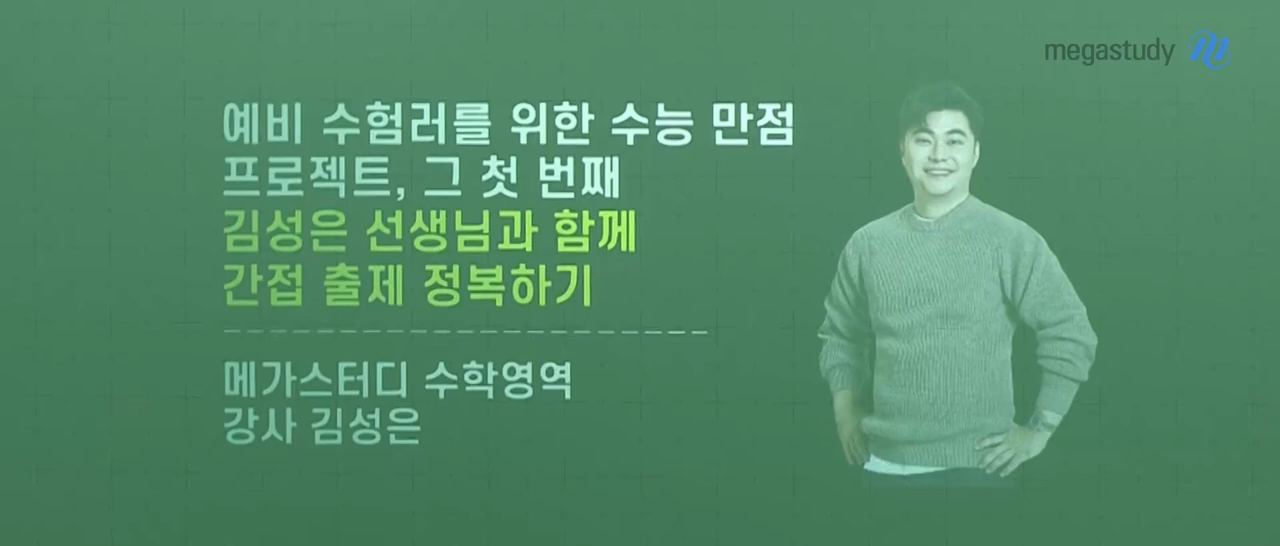 megastudy
예비 수험러를 위한 수능 만점
프로젝트, 그 첫 번째
김성은 선생님과 함께
간접 출제 정복하기
메가스터디 수학영역
강사 김성은